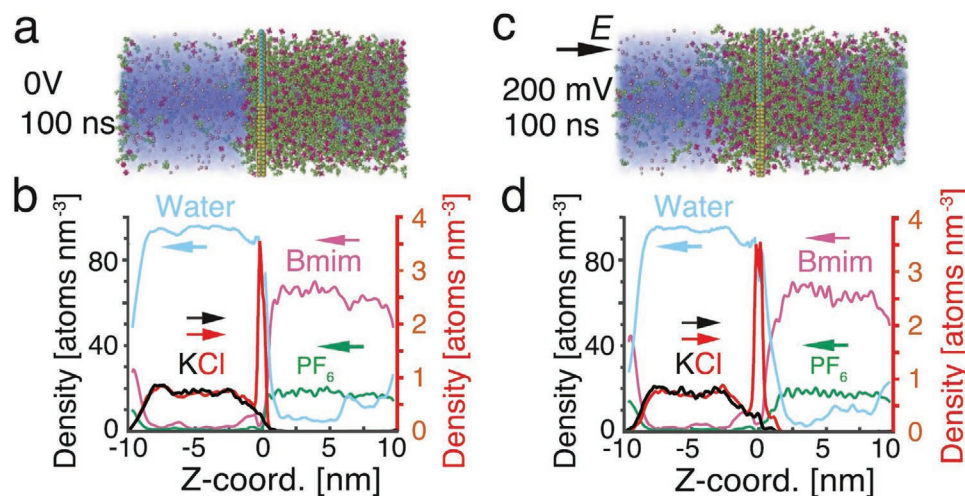 a
0V
100 ns
c
E
200 mV
100 ns
b
Density [atoms nm⁻³]
80
40
0
Water
Bmim
KCl
PF₆
4
3
2
1
0
Density [atoms nm⁻³]
-10 -5 0 5 10
Z-coord. [nm]
d
Density [atoms nm⁻³]
80
40
0
Water
Bmim
KCl
PF₆
4
3
2
1
0
Density [atoms nm⁻³]
-10 -5 0 5 10
Z-coord. [nm]